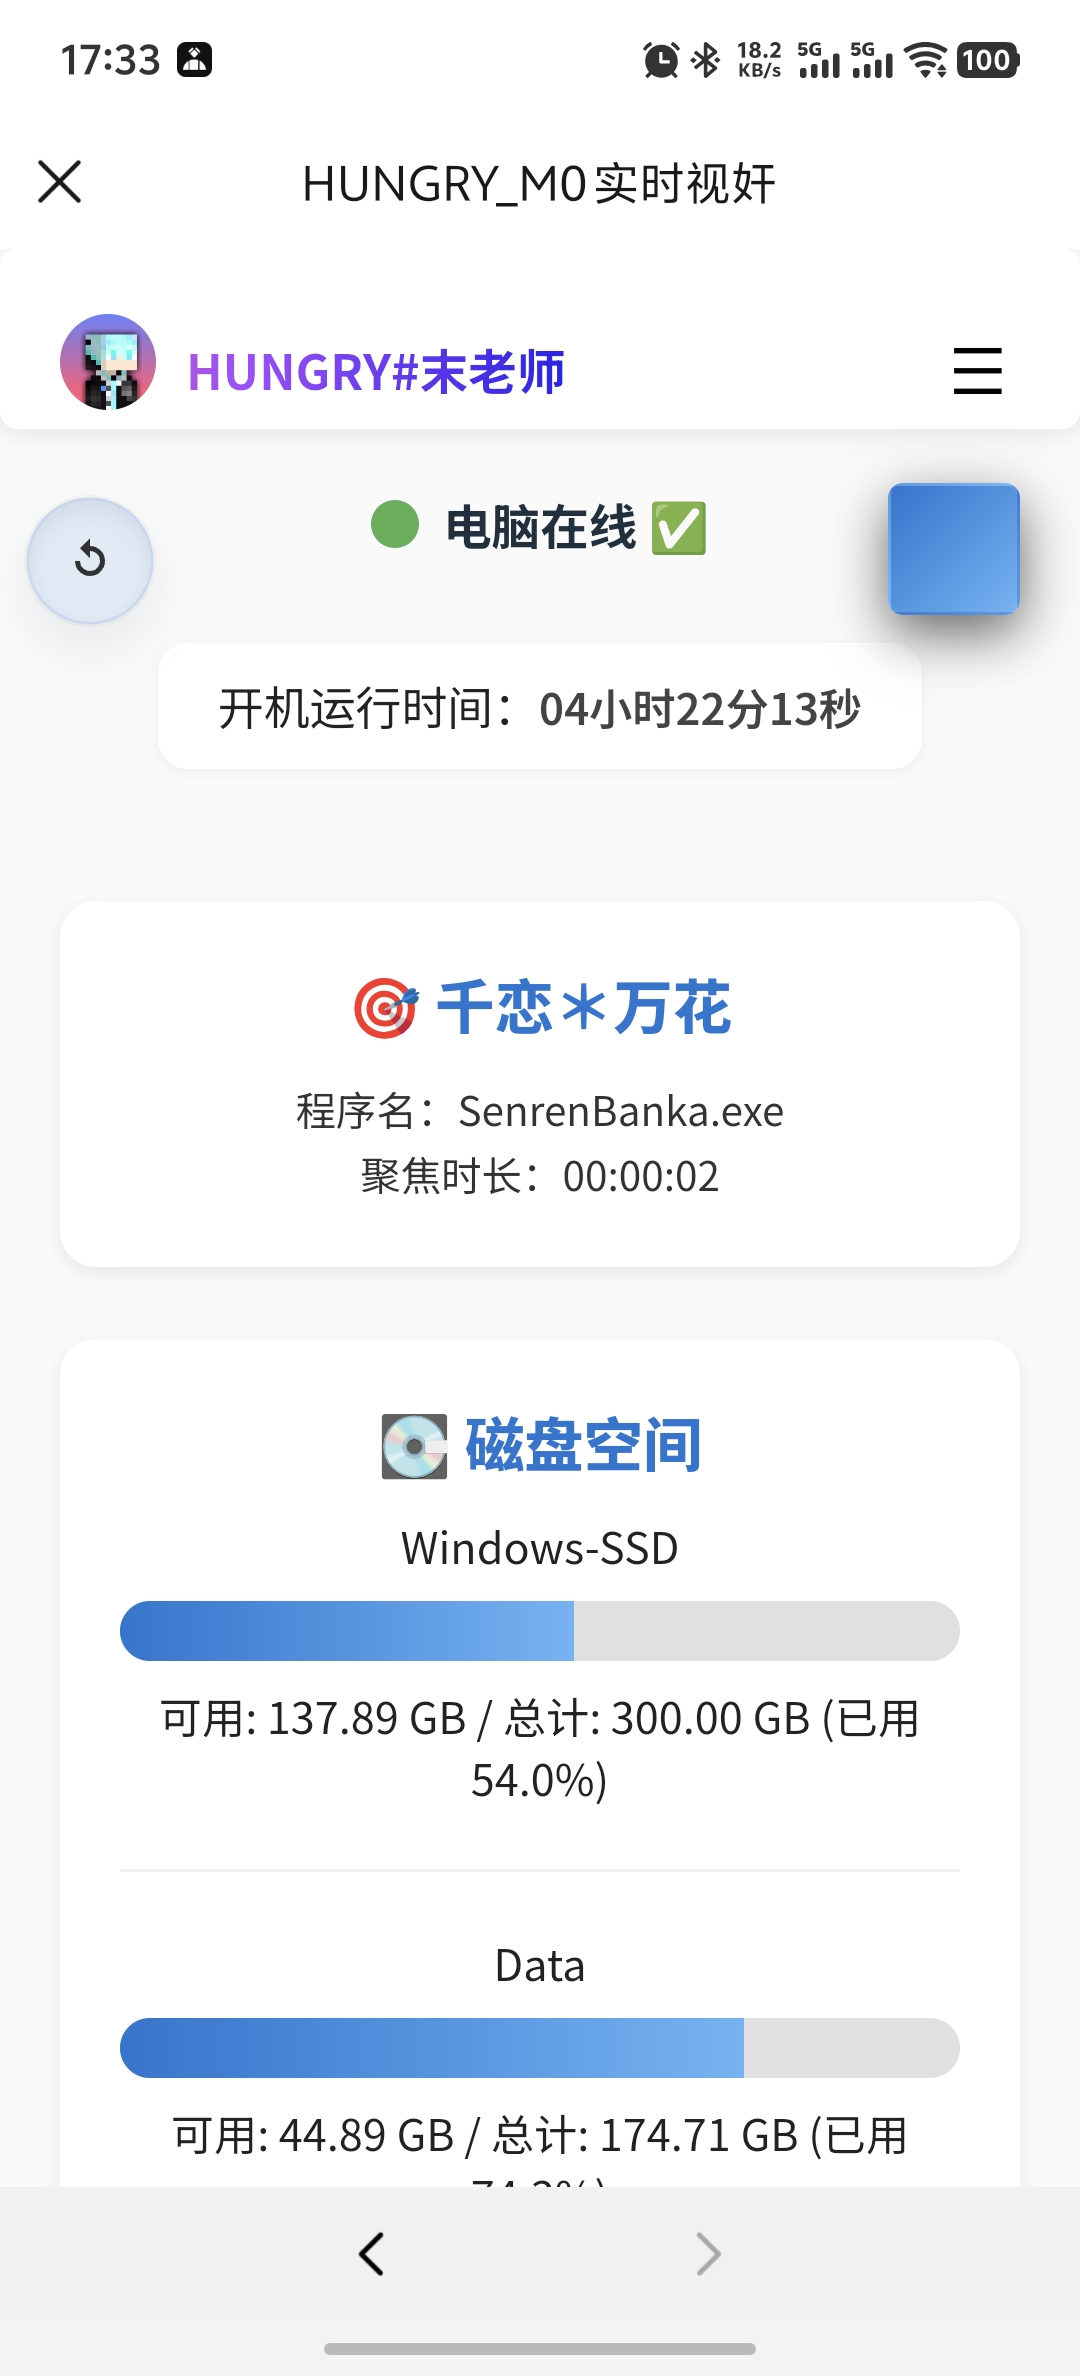 17:33
18.2
KB/s
5G
5G
100
HUNGRY_M0实时视奸
HUNGRY#末老师
电脑在线
开机运行时间：04小时22分13秒
千恋＊万花
程序名：SenrenBanka.exe
聚焦时长：00:00:02
磁盘空间
Windows-SSD
可用: 137.89 GB / 总计: 300.00 GB (已用
54.0%)
Data
可用: 44.89 GB / 总计: 174.71 GB (已用